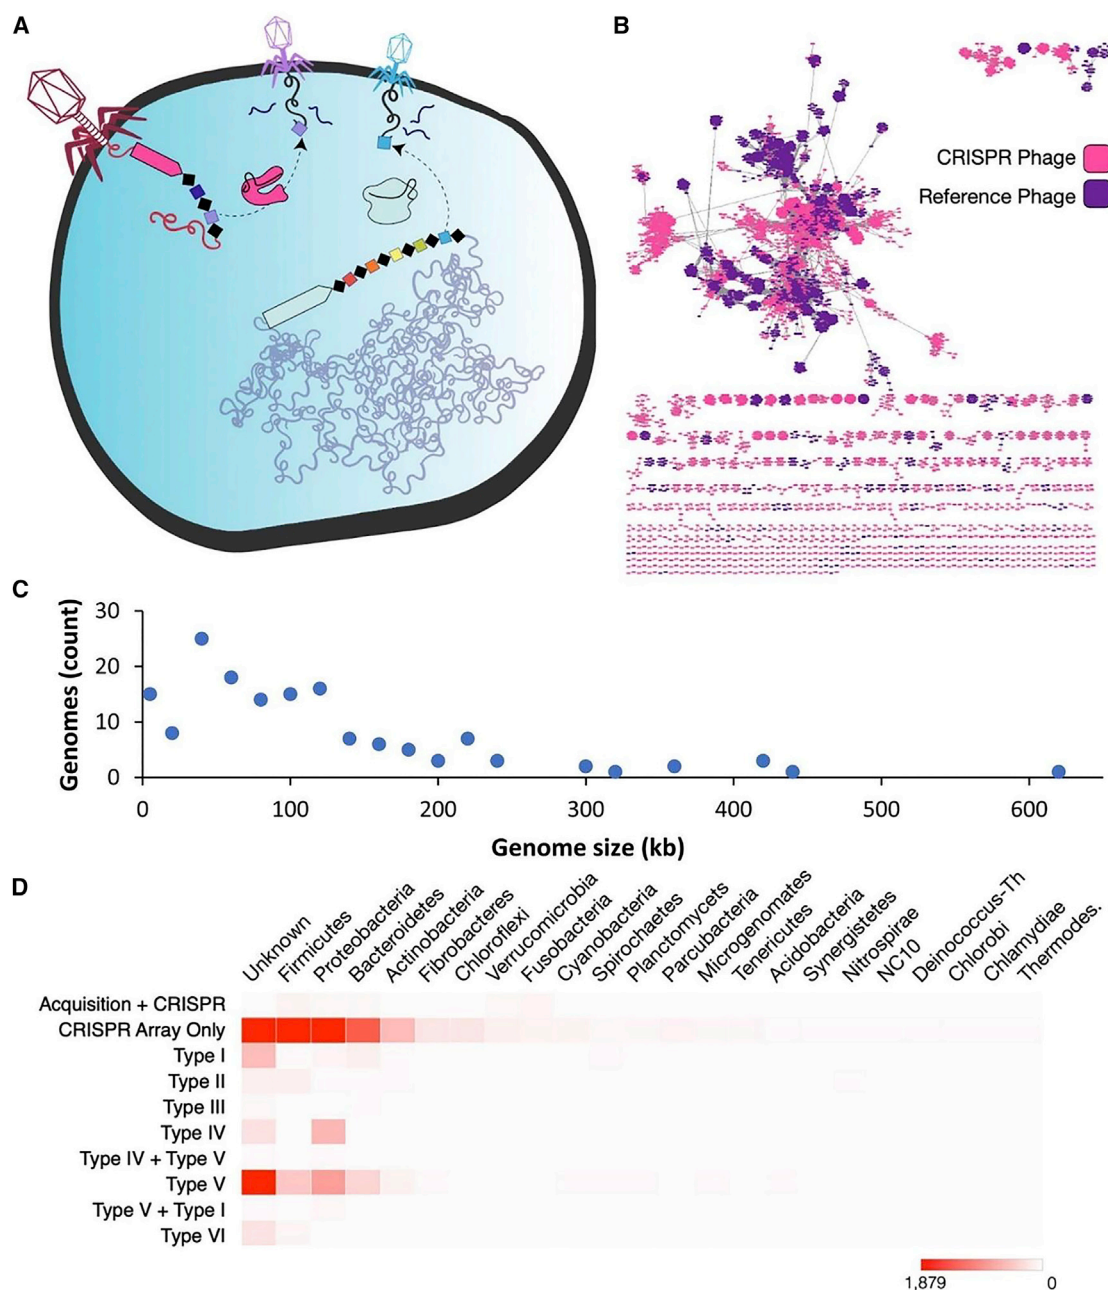 A
B
CRISPR Phage
Reference Phage
C
Genomes (count)
30
20
10
0
0 100 200 300 400 500 600
Genome size (kb)
D
Unknown
Firmicutes
Proteobacteria
Bacteroidetes
Actinobacteria
Fibrobacteres
Chloroflexi
Verrucomicrobia
Fusobacteria
Cyanobacteria
Spirochaetes
Planctomycets
Parcubacteria
Microgenomates
Tenericutes
Acidobacteria
Synergistetes
Nitrospirae
NC10
Deinococcus-Th
Chlorobi
Chlamydiae
Thermodes.
Acquisition + CRISPR
CRISPR Array Only
Type I
Type II
Type III
Type IV
Type IV + Type V
Type V
Type V + Type I
Type VI
1,879 0